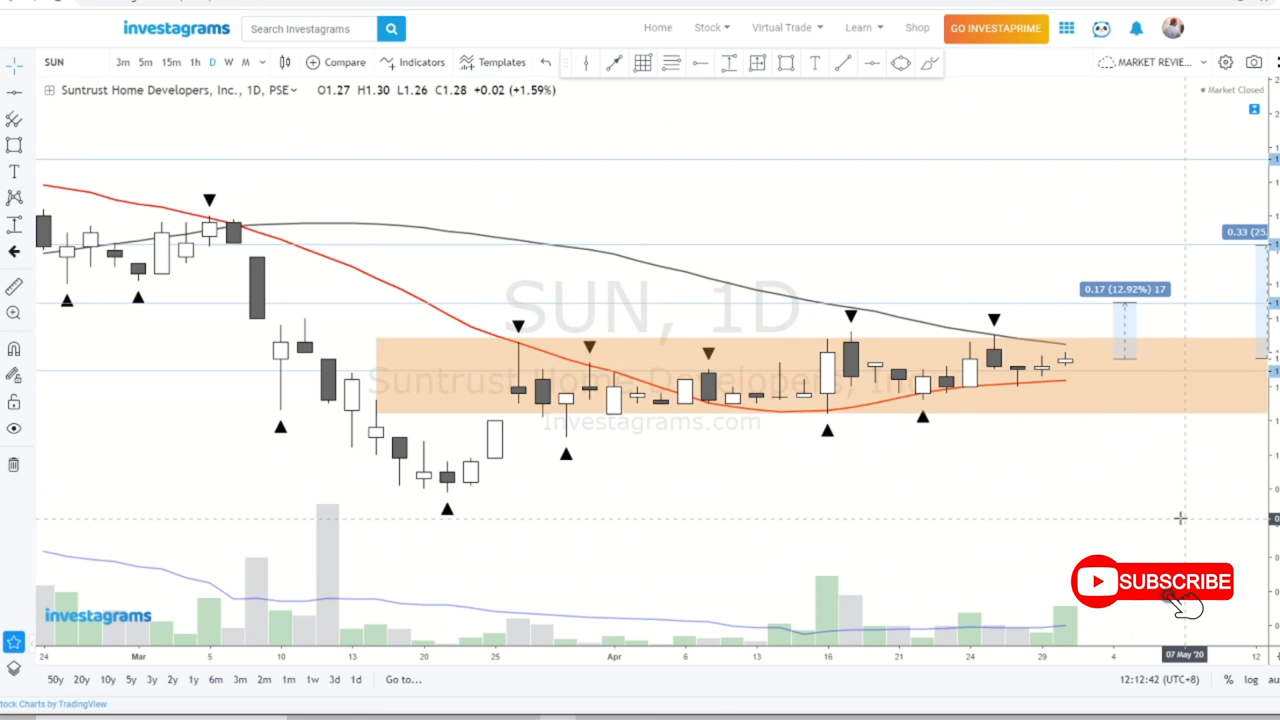 investagrams
Search Investagrams
Home Stock Virtual Trade Learn Shop GO INVESTAPRIME
SUN 3m 5m 15m 1h D W M Compare Indicators Templates MARKET REVIE...
Suntrust Home Developers, Inc., 1D, PSE O1.27 H1.30 L1.26 C1.28 +0.02 (+1.59%)
Market Closed
0.33 (25.
0.17 (12.92%) 17
SUN, 1D
Suntrust Home Developers, Inc.
Investagrams.com
SUBSCRIBE
investagrams
24 Mar 5 10 13 20 25 Apr 6 13 16 21 24 29 4 07 May '20 12
50y 20y 10y 5y 3y 2y 1y 6m 3m 2m 1m 1w 3d 1d Go to... 12:12:42 (UTC+8) % log au
tock Charts by TradingView